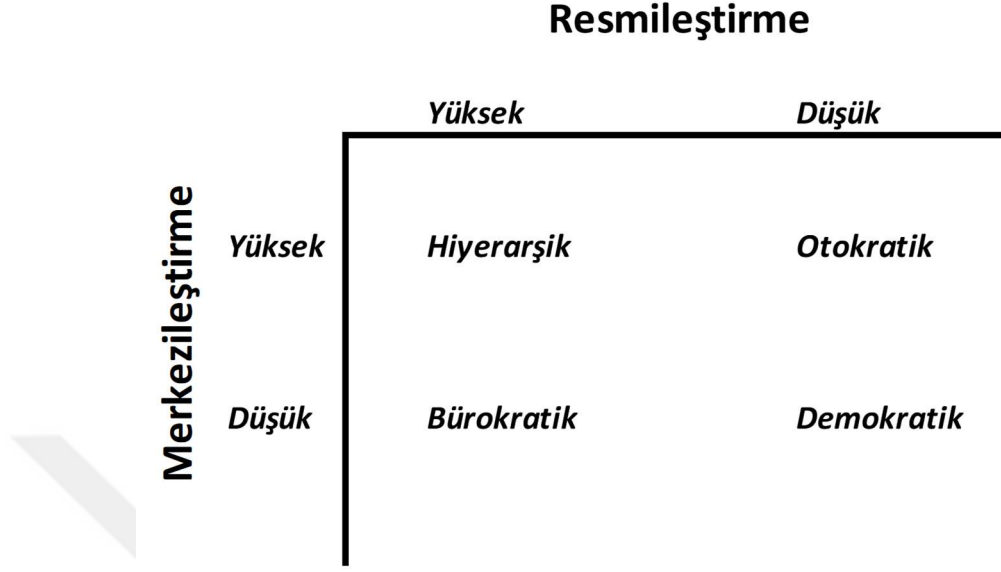 Resmileştirme
Yüksek Düşük
Merkezileştirme
Yüksek Hiyerarşik Otokratik
Düşük Bürokratik Demokratik